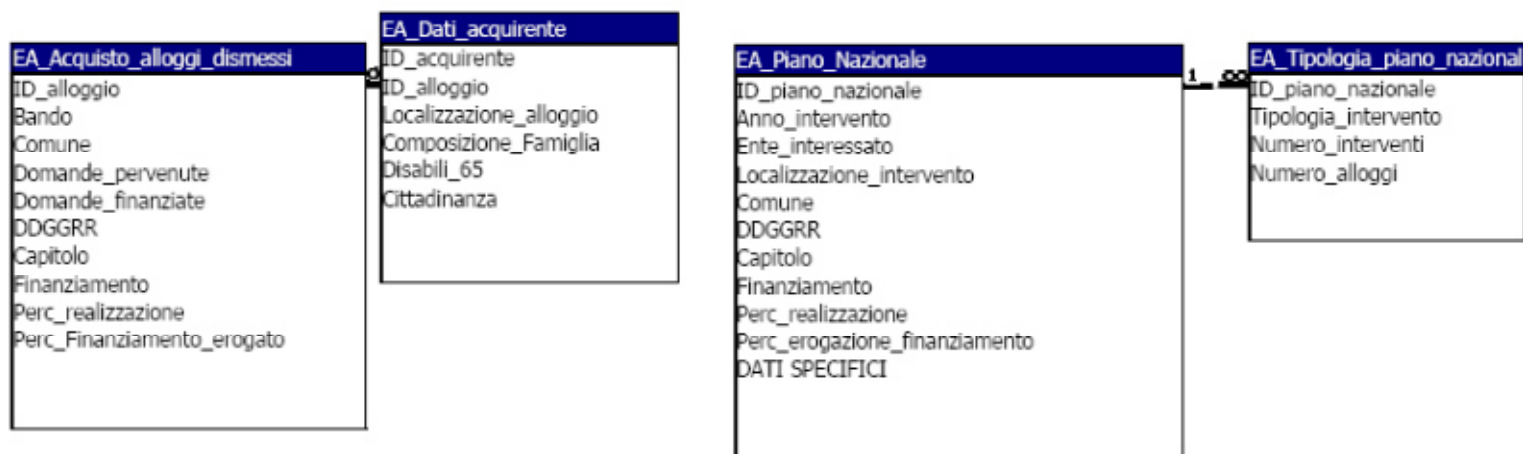 EA_Acquisto_alloggi_dismessi
ID_alloggio
Bando
Comune
Domande_pervenute
Domande_finanziate
DDGGRR
Capitolo
Finanziamento
Perc_realizzazione
Perc_Finanziamento_erogato
EA_Dati_acquirente
ID_acquirente
ID_alloggio
Localizzazione_alloggio
Composizione_Famiglia
Disabili_65
Cittadinanza
EA_Piano_Nazionale
ID_piano_nazionale
Anno_intervento
Ente_interessato
Localizzazione_intervento
Comune
DDGGRR
Capitolo
Finanziamento
Perc_realizzazione
Perc_erogazione_finanziamento
DATI SPECIFICI
1 ∞
EA_Tipologia_piano_nazional
ID_piano_nazionale
Tipologia_intervento
Numero_interventi
Numero_alloggi